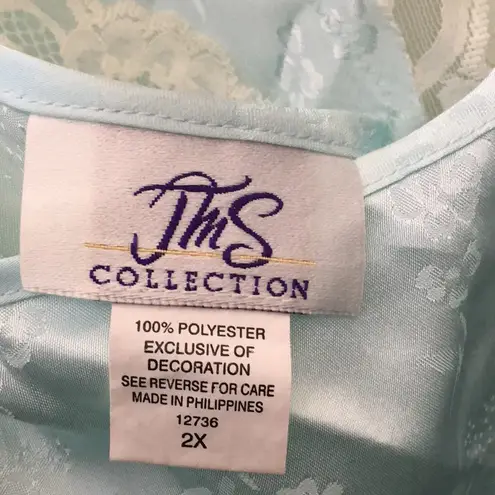 JMS
COLLECTION
100% POLYESTER
EXCLUSIVE OF
DECORATION
SEE REVERSE FOR CARE
MADE IN PHILIPPINES
12736
2X